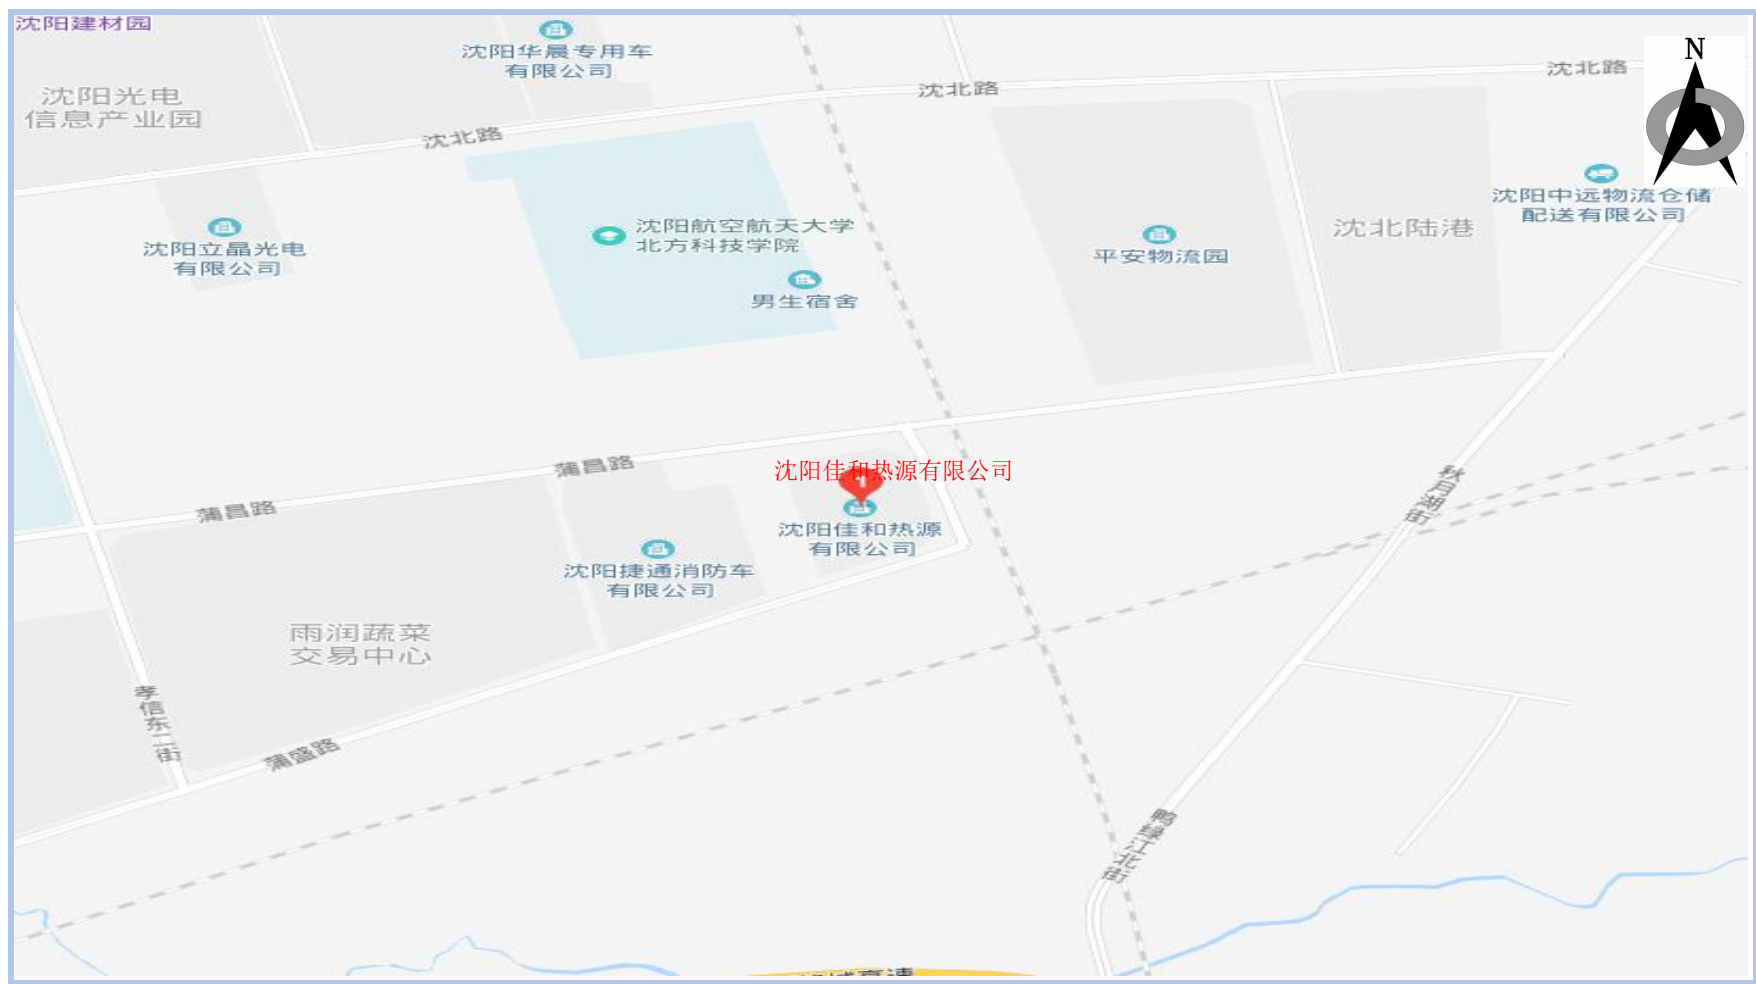 沈阳建材园
沈阳华晨专用车
有限公司
N
沈北路
沈北路
沈阳光电
信息产业园
沈北路
沈阳中远物流仓储
配送有限公司
沈阳航空航天大学
北方科技学院
沈北陆港
沈阳立晶光电
有限公司
平安物流园
男生宿舍
蒲昌路
沈阳佳和热源有限公司
1
秋月湖街
蒲昌路
沈阳佳和热源
有限公司
沈阳捷通消防车
有限公司
雨润蔬菜
交易中心
孝信东二街
蒲盛路
鸭绿江北街